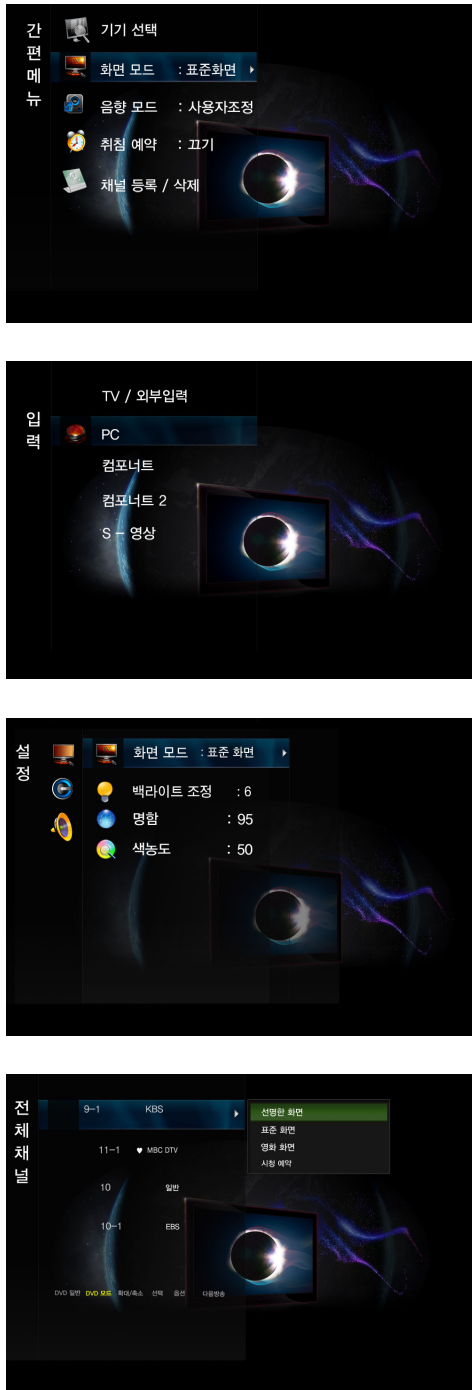 간편메뉴
기기 선택
화면 모드 : 표준화면
음향 모드 : 사용자조정
취침 예약 : 끄기
채널 등록 / 삭제
입력
TV / 외부입력
PC
컴포너트
컴포너트 2
S - 영상
설정
화면 모드 : 표준 화면
백라이트 조정 : 6
명함 : 95
색농도 : 50
전체채널
9-1 KBS
11-1 ♥ MBC DTV
10 일반
10-1 EBS
선명한 화면
표준 화면
영화 화면
시청 예약
DVD 일반 DVD 모드 확대/축소 선택 옵션 다음방송